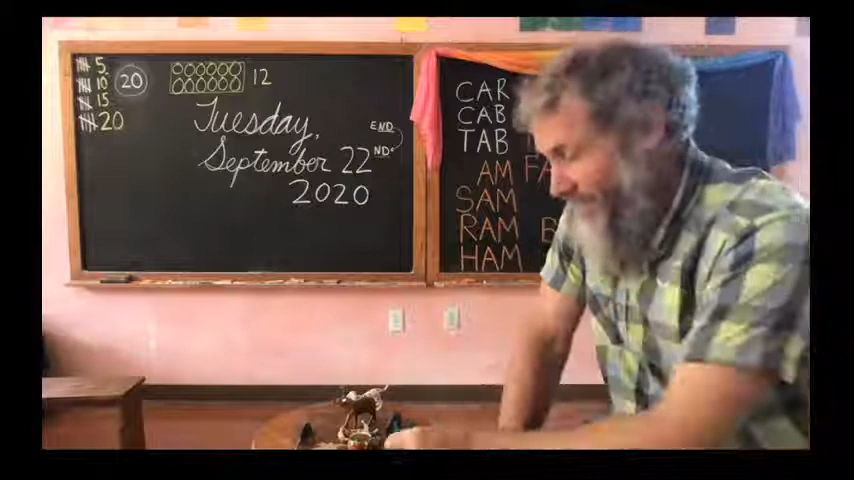 5
10
15
20
20
12
Tuesday,
September 22
2020
END
ND.
CAR
CAB
TAB
AM
SAM
RAM
HAM